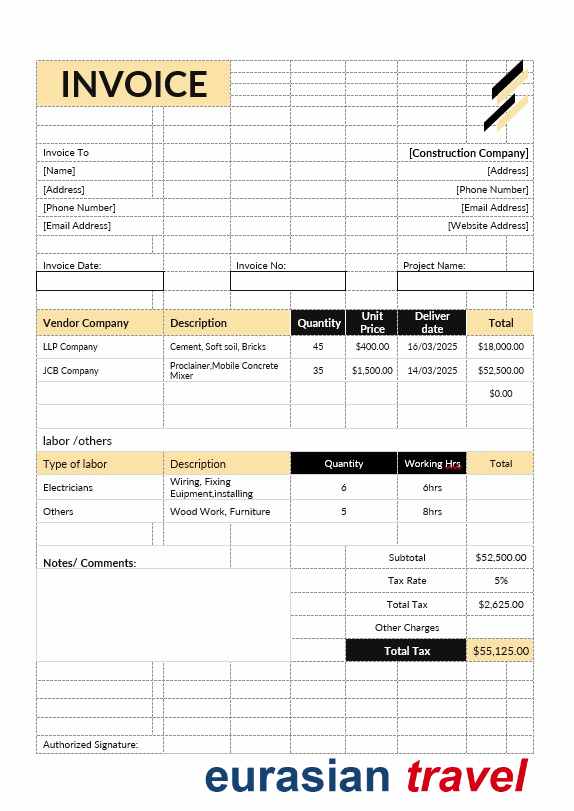 INVOICE
Invoice To [Construction Company]
[Name] [Address]
[Address] [Phone Number]
[Phone Number] [Email Address]
[Email Address] [Website Address]
Invoice Date: Invoice No: Project Name:
Vendor Company Description Quantity Unit Price Deliver date Total
LLP Company Cement, Soft soil, Bricks 45 $400.00 16/03/2025 $18,000.00
JCB Company Proclainer,Mobile Concrete Mixer 35 $1,500.00 14/03/2025 $52,500.00
$0.00
labor /others
Type of labor Description Quantity Working Hrs Total
Electricians Wiring, Fixing Euipment,installing 6 6hrs
Others Wood Work, Furniture 5 8hrs
Subtotal $52,500.00
Notes/ Comments:
Tax Rate 5%
Total Tax $2,625.00
Other Charges
Total Tax $55,125.00
Authorized Signature:
eurasian travel